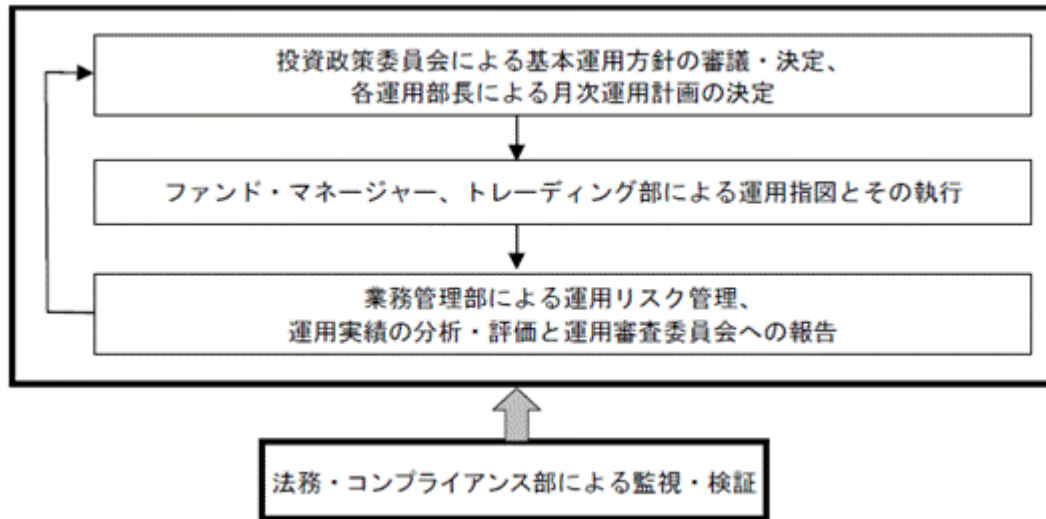 投資政策委員会による基本運用方針の審議・決定、
各運用部長による月次運用計画の決定
ファンド・マネージャー、トレーディング部による運用指図とその執行
業務管理部による運用リスク管理、
運用実績の分析・評価と運用審査委員会への報告
法務・コンプライアンス部による監視・検証